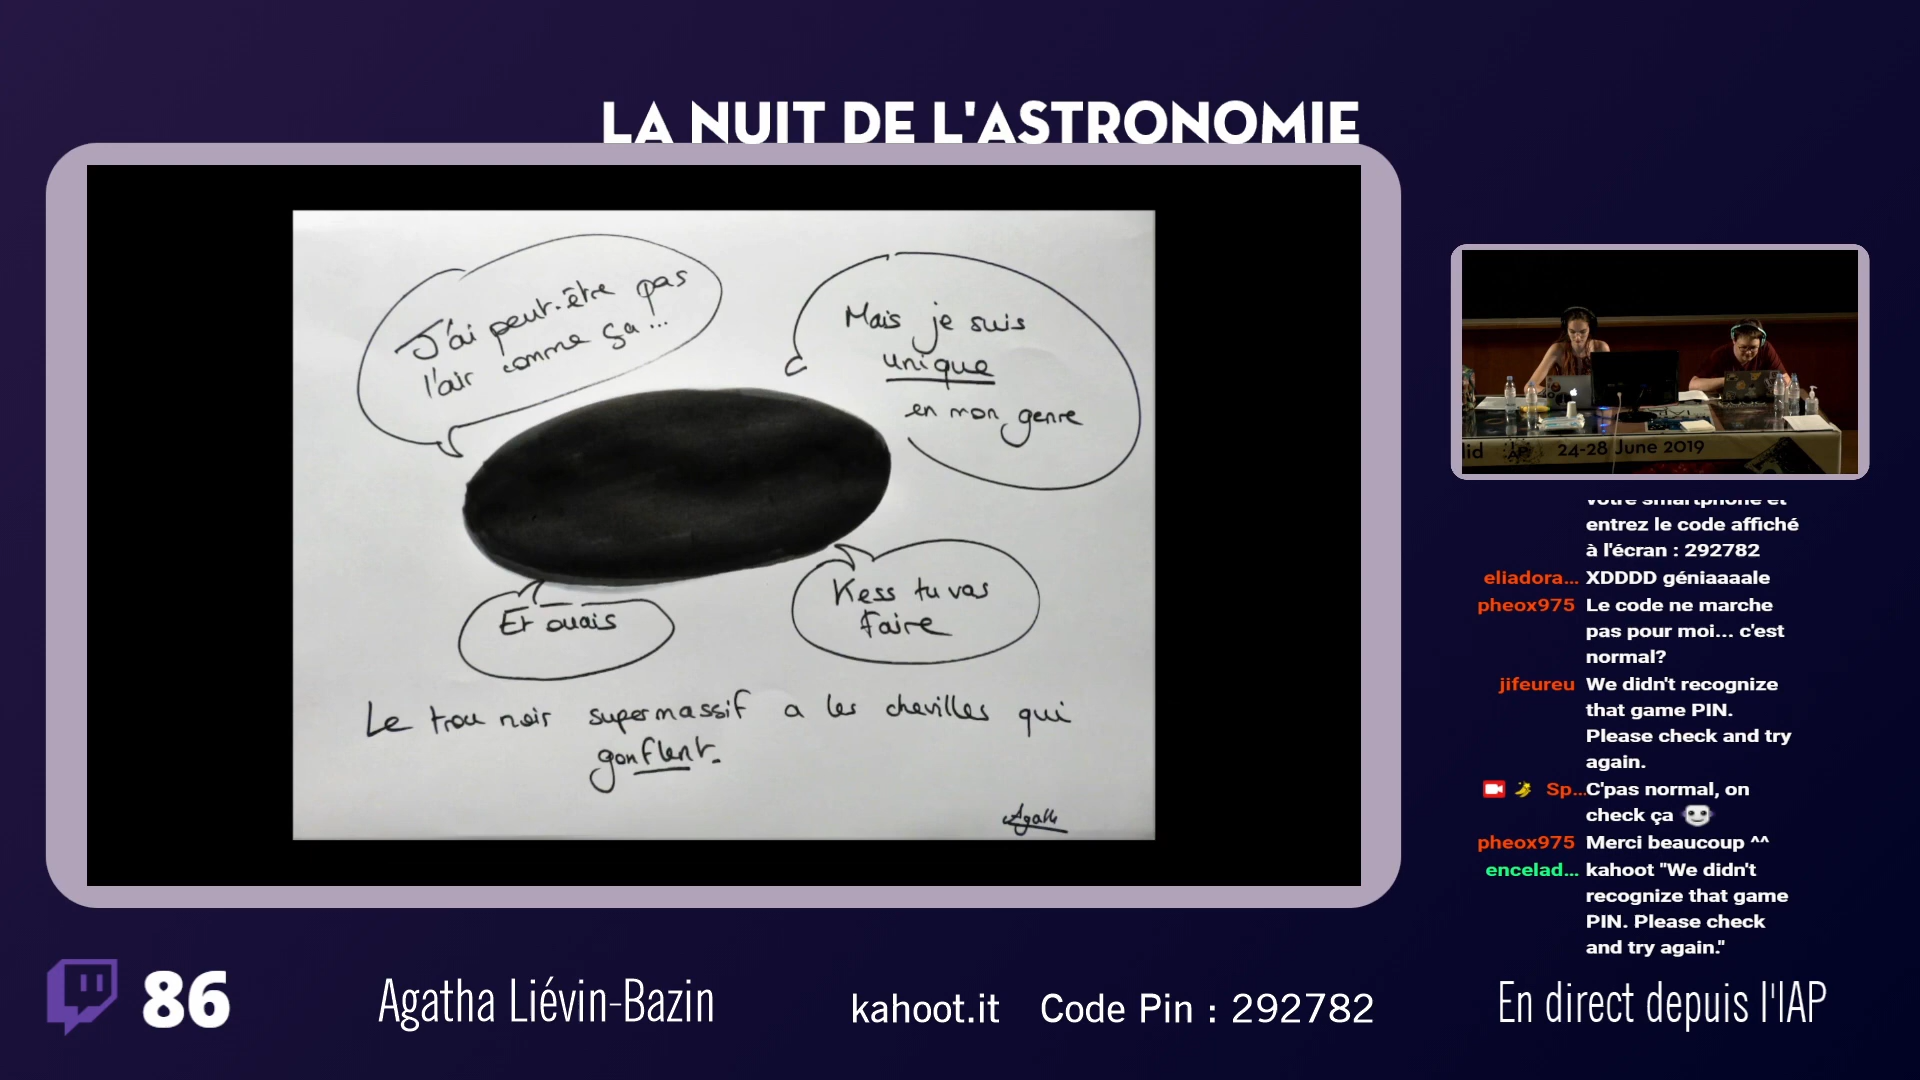 LA NUIT DE L'ASTRONOMIE
J'ai peut-être pas
l'air comme ça...
Mais je suis
unique
en mon genre
Et ouais
Kess tu vas
faire
Le trou noir supermassif a les chevilles qui
gonflent.
Agathe
24-28 June 2019
votre smartphone et
entrez le code affiché
à l'écran : 292782
eliadora... XDDDD géniaaaale
pheox975 Le code ne marche
pas pour moi... c'est
normal?
jifeureu We didn't recognize
that game PIN.
Please check and try
again.
Sp... C'pas normal, on
check ça
pheox975 Merci beaucoup ^^
encelad... kahoot "We didn't
recognize that game
PIN. Please check
and try again."
86
Agatha Liévin-Bazin
kahoot.it Code Pin : 292782
En direct depuis l'IAP